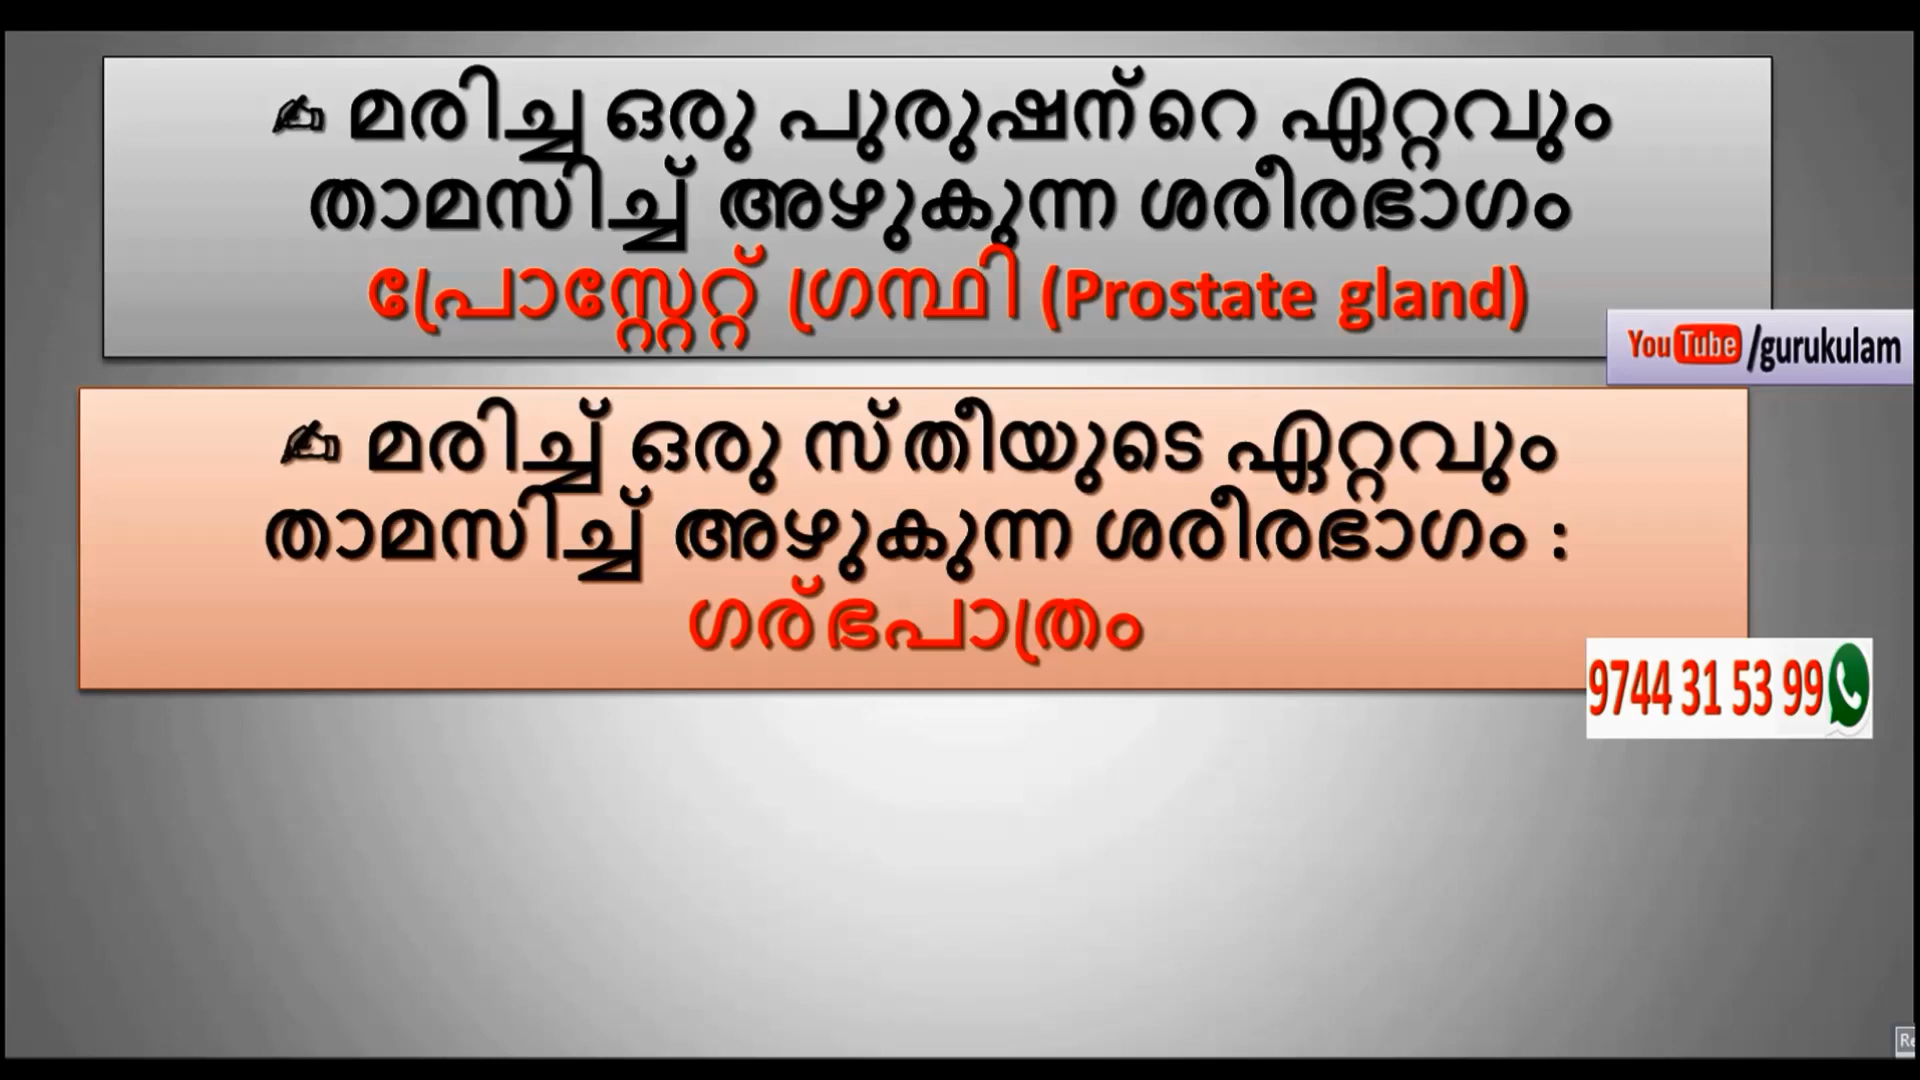 ✍ മരിച്ച ഒരു പുരുഷന്‌റെ ഏറ്റവും
താമസിച്ച് അഴുകുന്ന ശരീരഭാഗം
പ്രോസ്റ്റേറ്റ് ഗ്രന്ഥി (Prostate gland)
YouTube/gurukulam
✍ മരിച്ച് ഒരു സ്‌തീയുടെ ഏറ്റവും
താമസിച്ച് അഴുകുന്ന ശരീരഭാഗം :
ഗര്‌ഭപാത്രം
9744 31 53 99